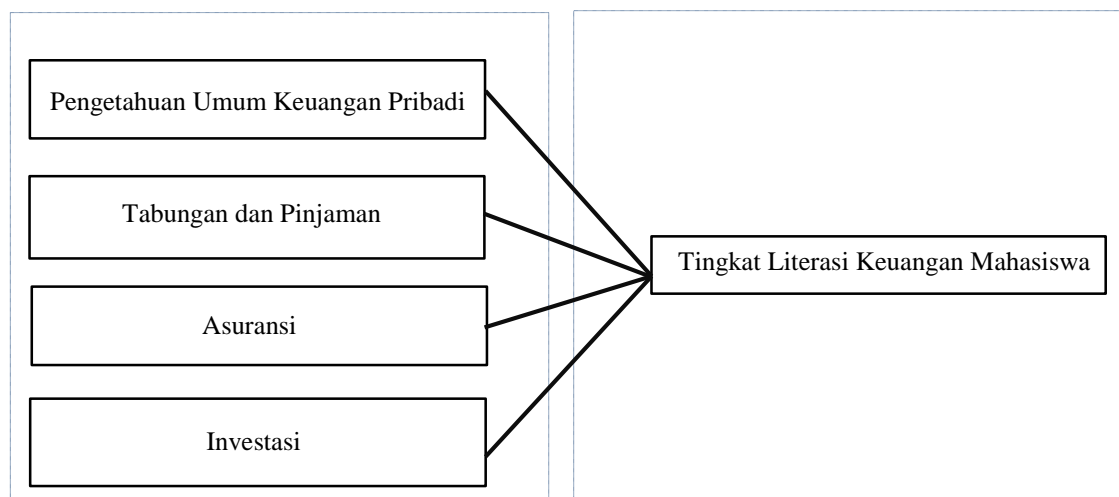 Pengetahuan Umum Keuangan Pribadi
Tabungan dan Pinjaman
Asuransi
Investasi
Tingkat Literasi Keuangan Mahasiswa